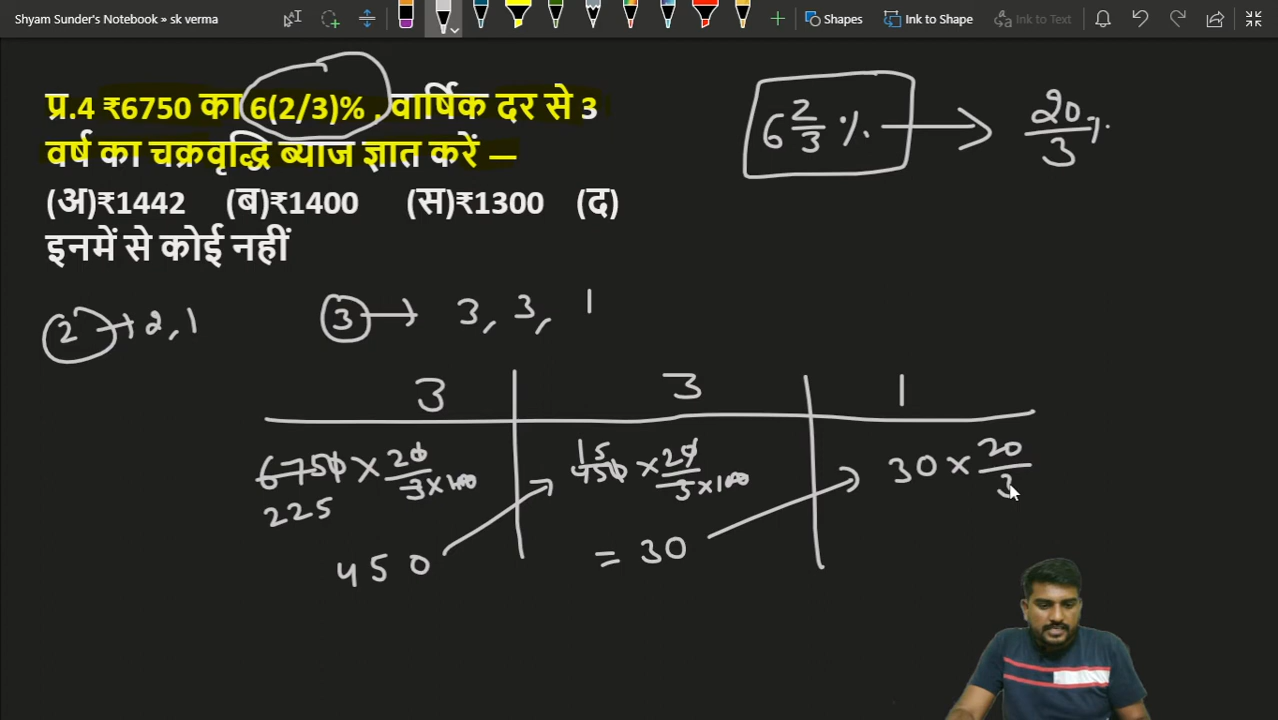 Shyam Sunder's Notebook » sk verma
Shapes Ink to Shape Ink to Text
प्र.4 ₹6750 का 6(2/3)% . वार्षिक दर से 3
वर्ष का चक्रवृद्धि ब्याज ज्ञात करें —
(अ)₹1442 (ब)₹1400 (स)₹1300 (द)
इनमें से कोई नहीं
6 2/3 % → 20/3 %
2 → 2, 1 3 → 3, 3, 1
3 3 1
6750 × 20/3×100 15 450 × 20/3×100 30 × 20/3
225
450 = 30